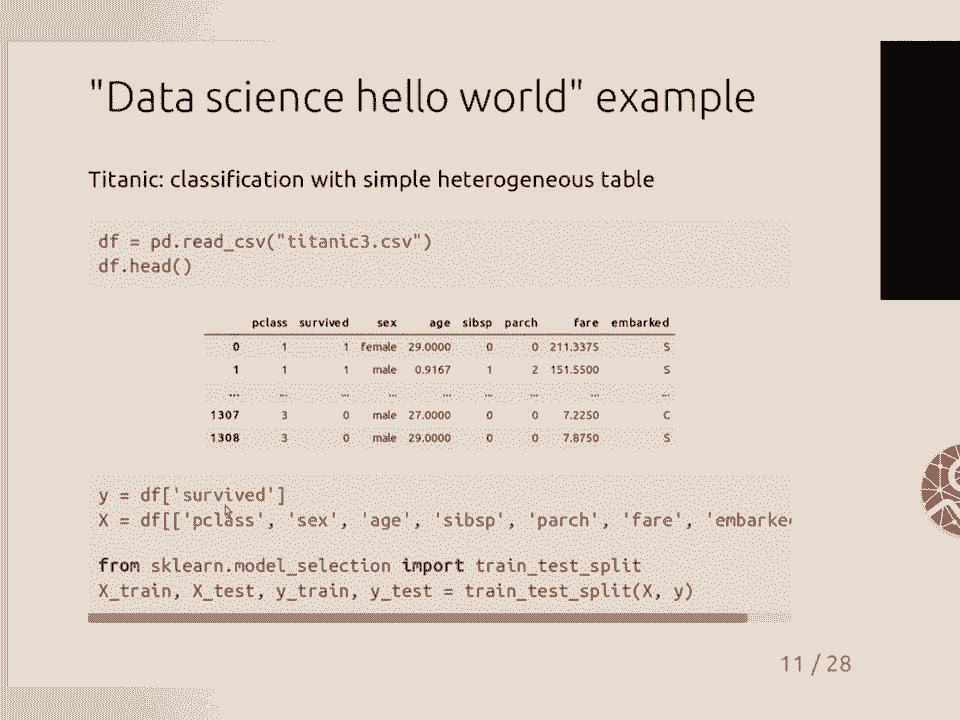 "Data science hello world" example
Titanic: classification with simple heterogeneous table
df = pd.read_csv("titanic3.csv")
df.head()
pclass survived sex age sibsp parch fare embarked
0 1 1 female 29.0000 0 0 211.3375 S
1 1 1 male 0.9167 1 2 151.5500 S
... ... ... ... ... ... ... ... ...
1307 3 0 male 27.0000 0 0 7.2250 C
1308 3 0 male 29.0000 0 0 7.8750 S
y = df['survived']
X = df[['pclass', 'sex', 'age', 'sibsp', 'parch', 'fare', 'embarke
from sklearn.model_selection import train_test_split
X_train, X_test, y_train, y_test = train_test_split(X, y)
11 / 28